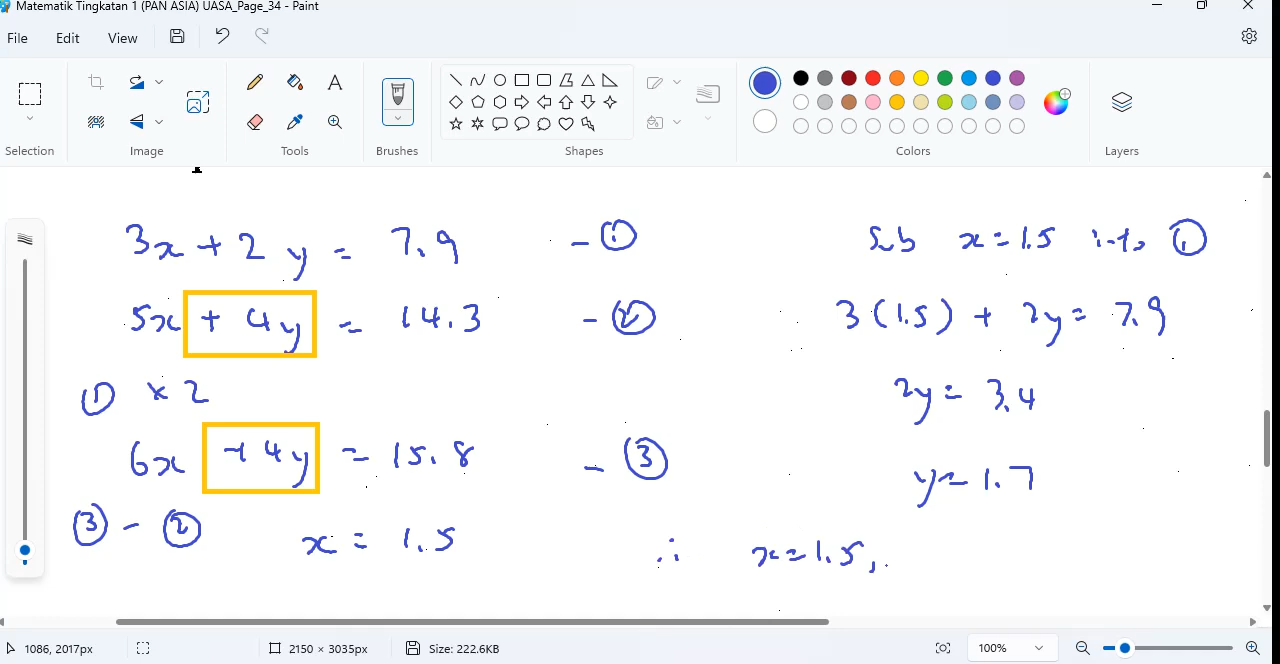 Matematik Tingkatan 1 (PAN ASIA) UASA_Page_34 - Paint
File Edit View
Selection Image Tools Brushes Shapes Colors Layers
3x + 2y = 7.9 - ①
5x + 4y = 14.3 - ②
① × 2
6x + 4y = 15.8 - ③
③ - ② x = 1.5
Sub x = 1.5 into ①
3(1.5) + 2y = 7.9
2y = 3.4
y = 1.7
∴ x = 1.5,
1086, 2017px 2150 × 3035px Size: 222.6KB 100%